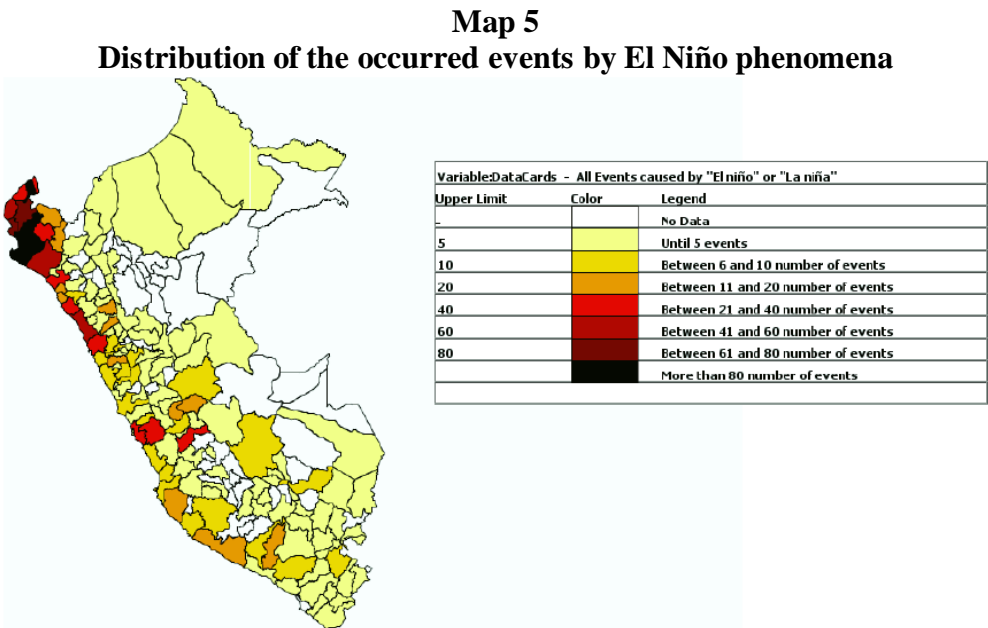 Map 5
Distribution of the occurred events by El Niño phenomena
Variable:DataCards - All Events caused by "El niño" or "La niña"
Upper Limit Color Legend
- No Data
5 Until 5 events
10 Between 6 and 10 number of events
20 Between 11 and 20 number of events
40 Between 21 and 40 number of events
60 Between 41 and 60 number of events
80 Between 61 and 80 number of events
More than 80 number of events